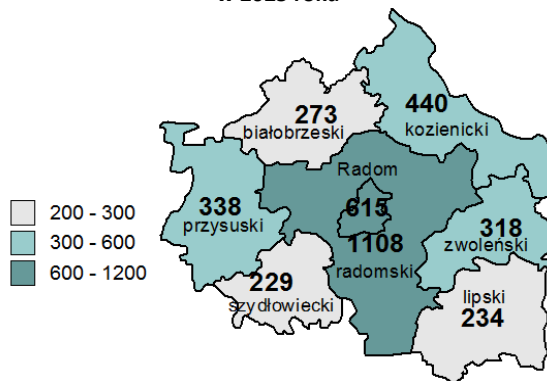 273
białobrzeski
440
kozienicki
Radom
615
338
przysuski
1108
radomski
318
zwoleński
229
szydłowiecki
lipski
234
200 - 300
300 - 600
600 - 1200